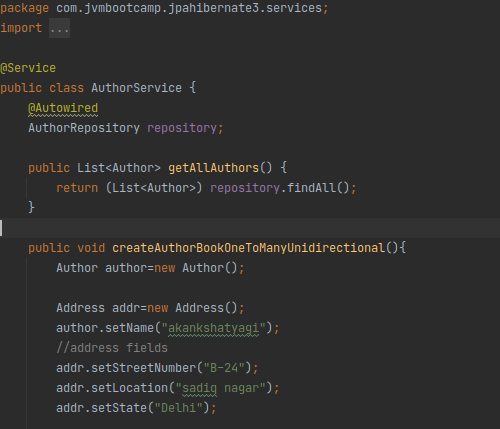 package com.jvmbootcamp.jpahibernate3.services;
import ...
@Service
public class AuthorService {
@Autowired
AuthorRepository repository;
public List<Author> getAllAuthors() {
return (List<Author>) repository.findAll();
}
public void createAuthorBookOneToManyUnidirectional(){
Author author=new Author();
Address addr=new Address();
author.setName("akankshatyagi");
//address fields
addr.setStreetNumber("B-24");
addr.setLocation("sadiq nagar");
addr.setState("Delhi");